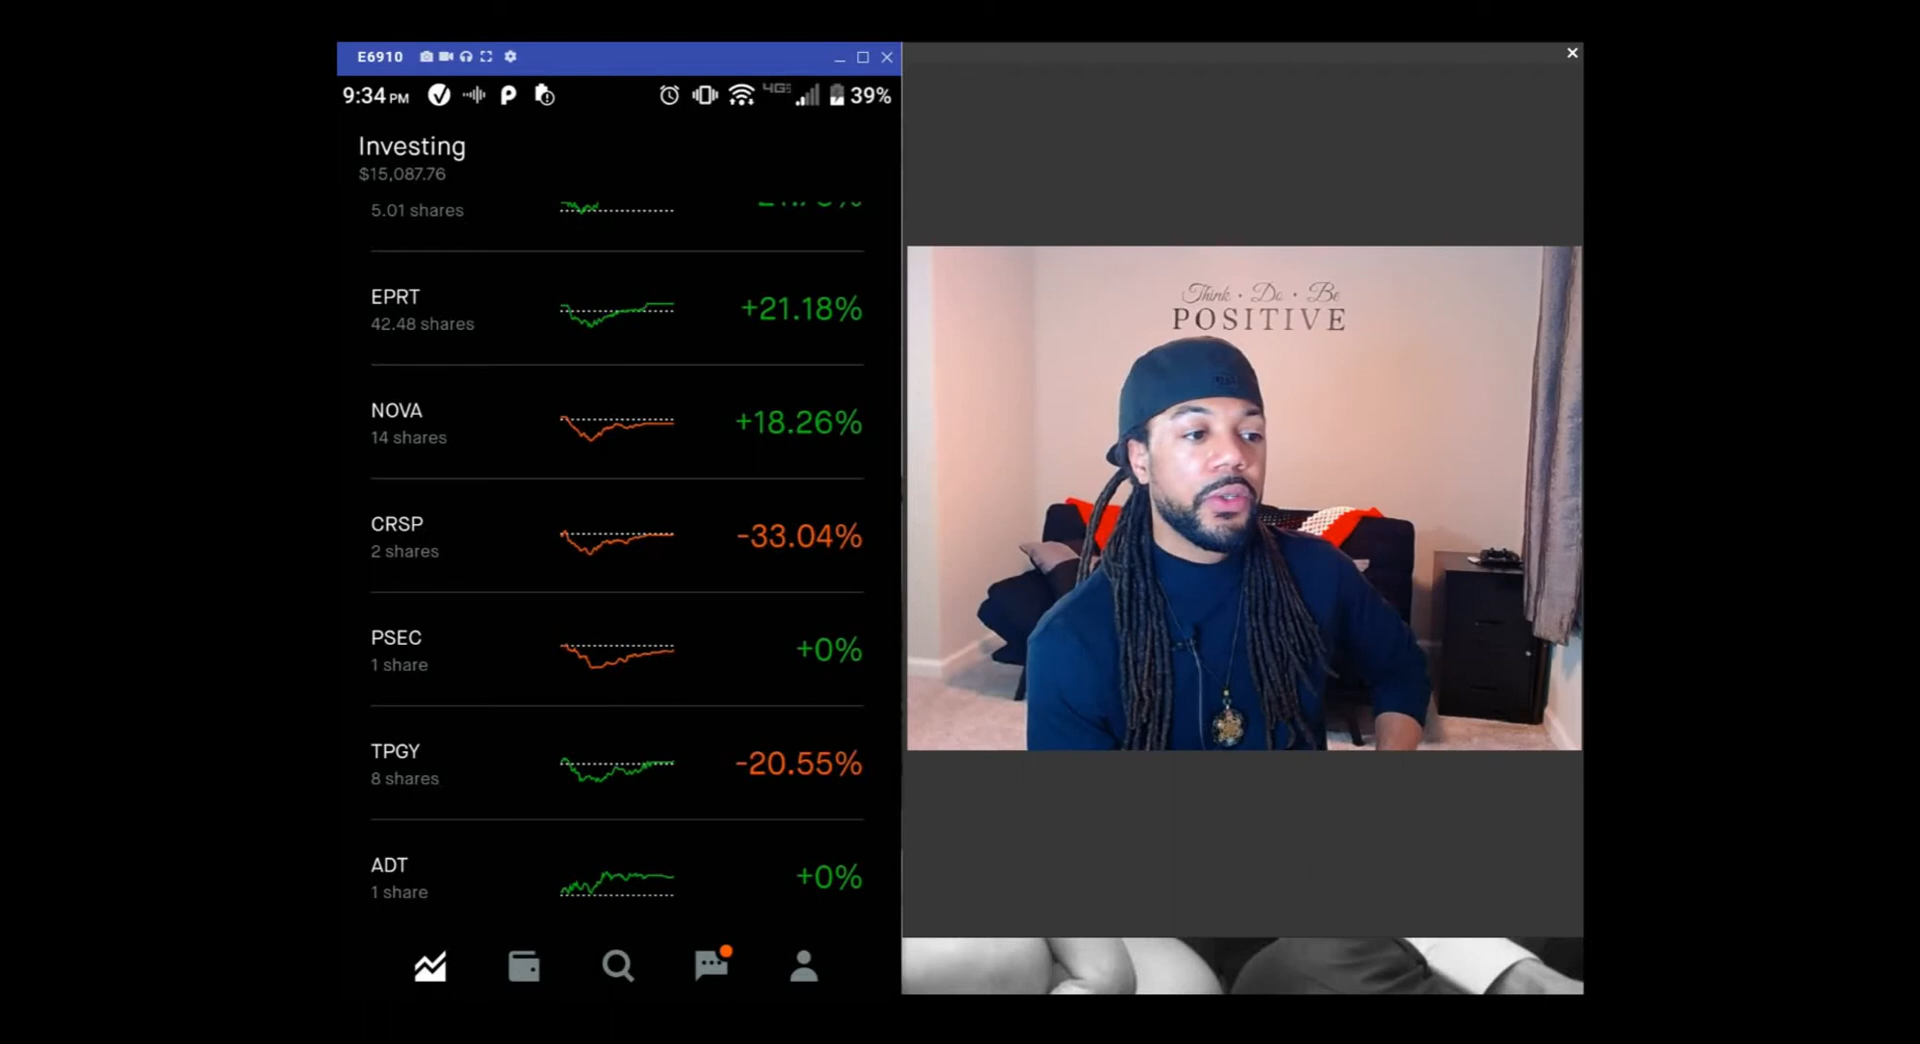 E6910
9:34 PM
4G
39%
Investing
$15,087.76
5.01 shares
EPRT
42.48 shares
+21.18%
NOVA
14 shares
+18.26%
CRSP
2 shares
-33.04%
PSEC
1 share
+0%
TPGY
8 shares
-20.55%
ADT
1 share
+0%
Think · Do · Be
POSITIVE